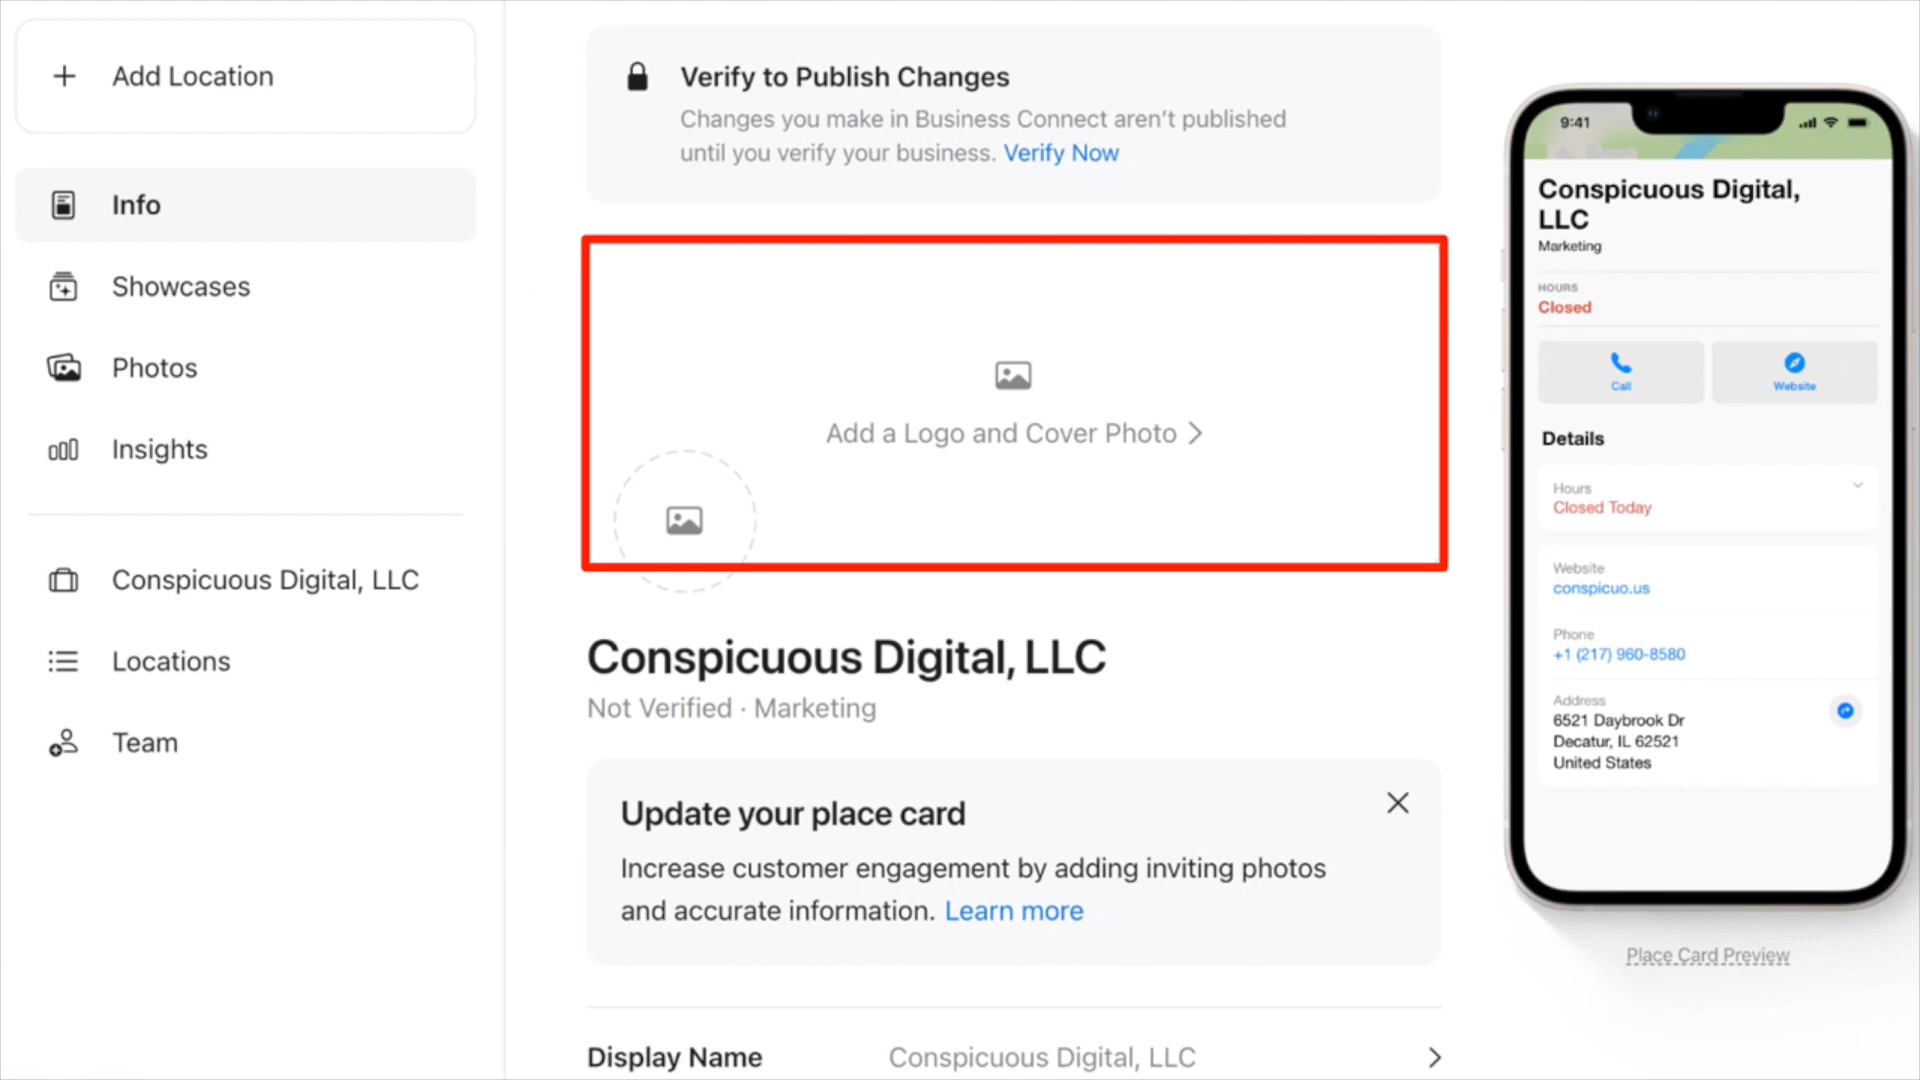 Add Location
Info
Showcases
Photos
Insights
Conspicuous Digital, LLC
Locations
Team
Verify to Publish Changes
Changes you make in Business Connect aren’t published
until you verify your business. Verify Now
Add a Logo and Cover Photo
Conspicuous Digital, LLC
Not Verified · Marketing
Update your place card
Increase customer engagement by adding inviting photos
and accurate information. Learn more
Display Name Conspicuous Digital, LLC
9:41
Conspicuous Digital,
LLC
Marketing
HOURS
Closed
Call
Website
Details
Hours
Closed Today
Website
conspicuo.us
Phone
+1 (217) 960-8580
Address
6521 Daybrook Dr
Decatur, IL 62521
United States
Place Card Preview